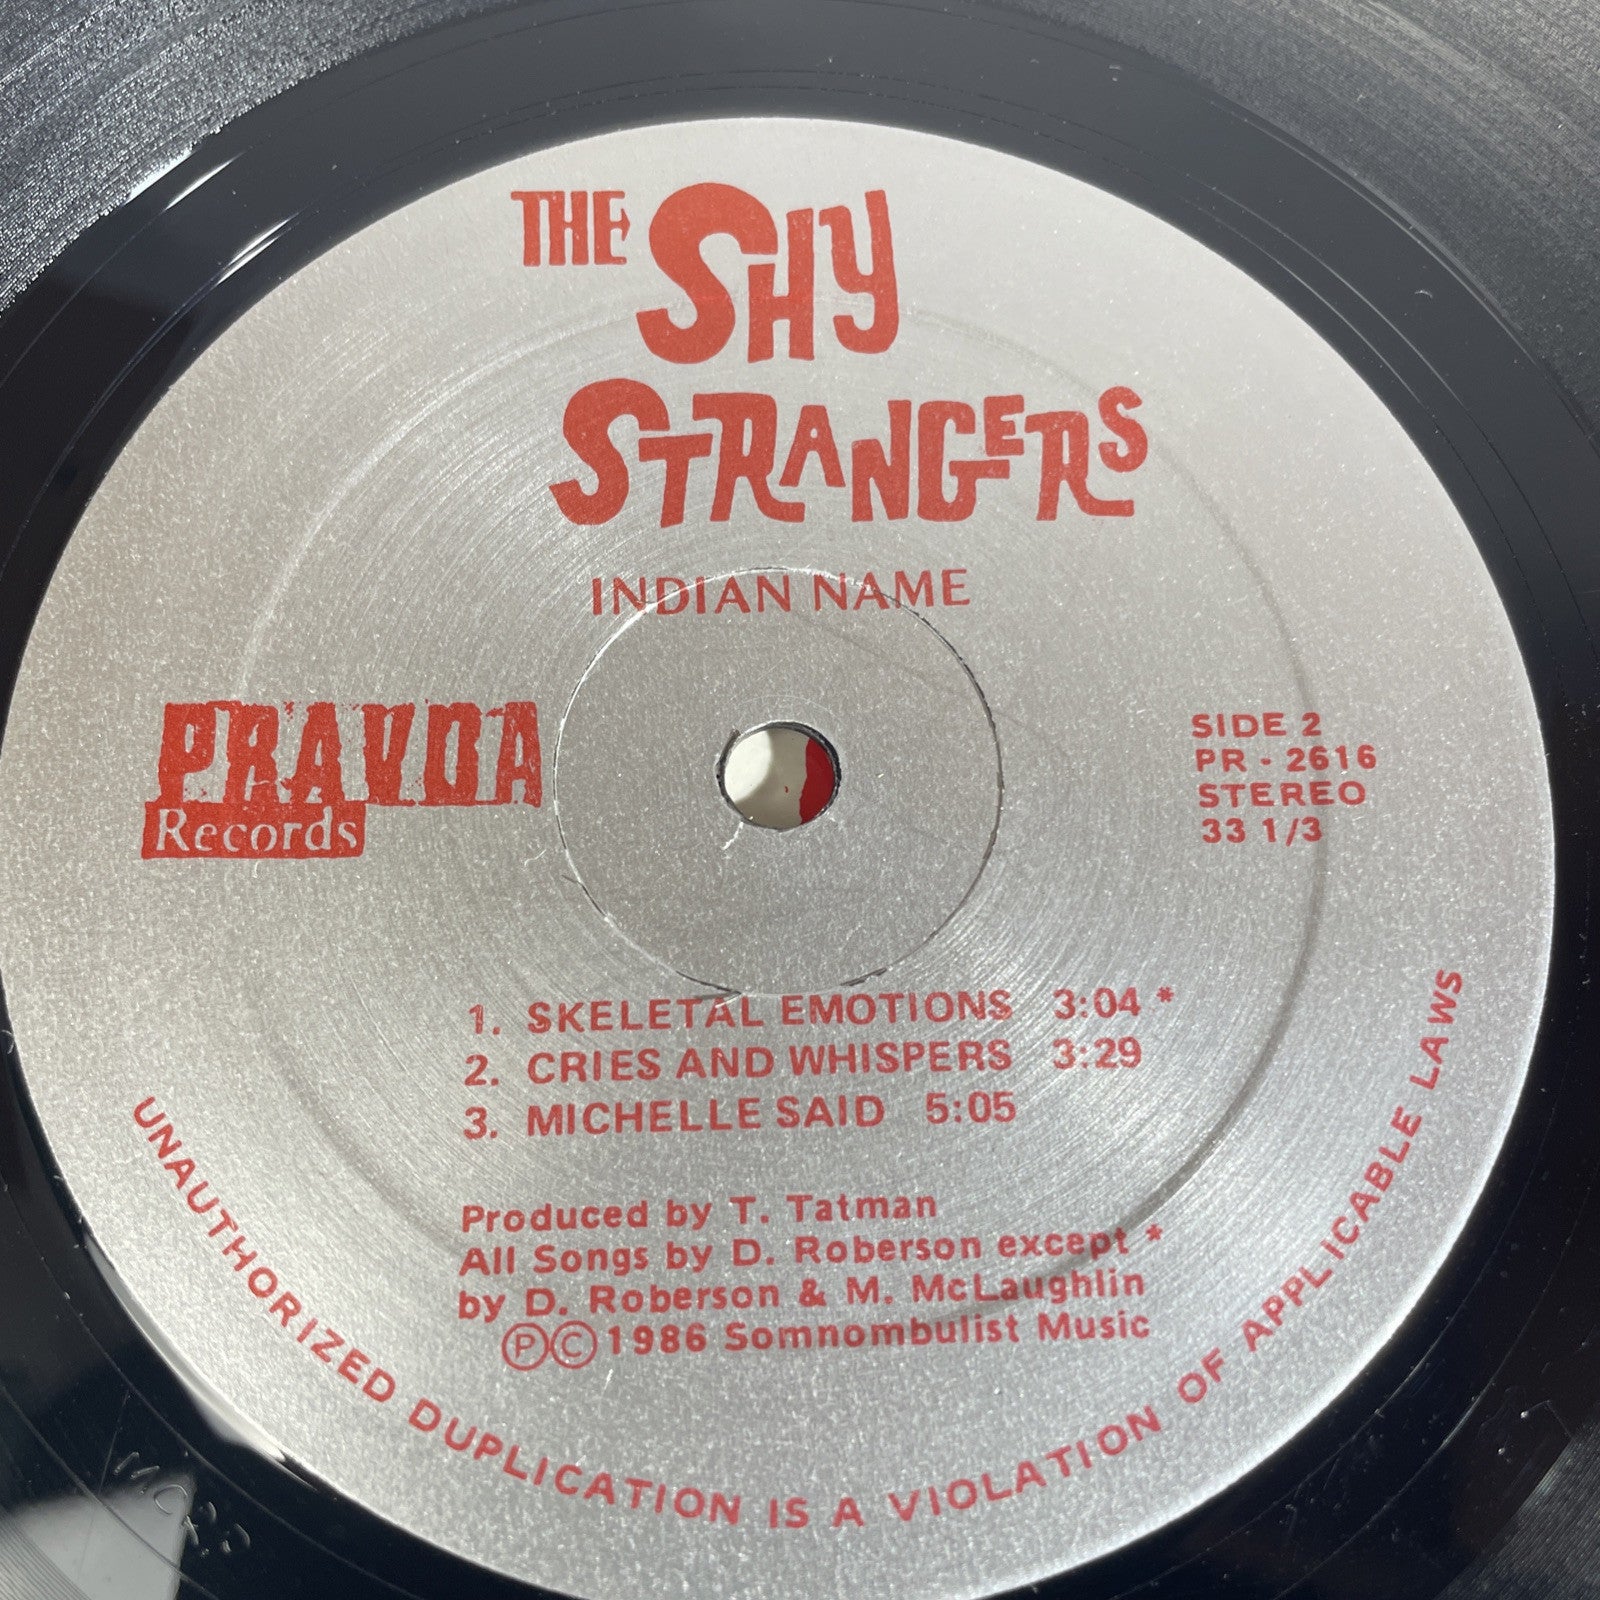 THE SHY
STRANGERS
INDIAN NAME
PRAVDA
Records
SIDE 2
PR - 2616
STEREO
33 1/3
1. SKELETAL EMOTIONS 3:04 *
2. CRIES AND WHISPERS 3:29
3. MICHELLE SAID 5:05
Produced by T. Tatman
All Songs by D. Roberson except *
by D. Roberson & M. McLaughlin
ⓅⒸ1986 Somnombulist Music
UNAUTHORIZED DUPLICATION IS A VIOLATION OF APPLICABLE LAWS